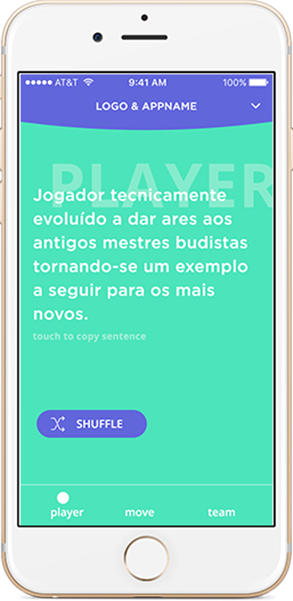 AT&T 9:41 AM 100%
LOGO & APPNAME
PLAYER
Jogador tecnicamente
evoluído a dar ares aos
antigos mestres budistas
tornando-se um exemplo
a seguir para os mais
novos.
touch to copy sentence
SHUFFLE
player move team